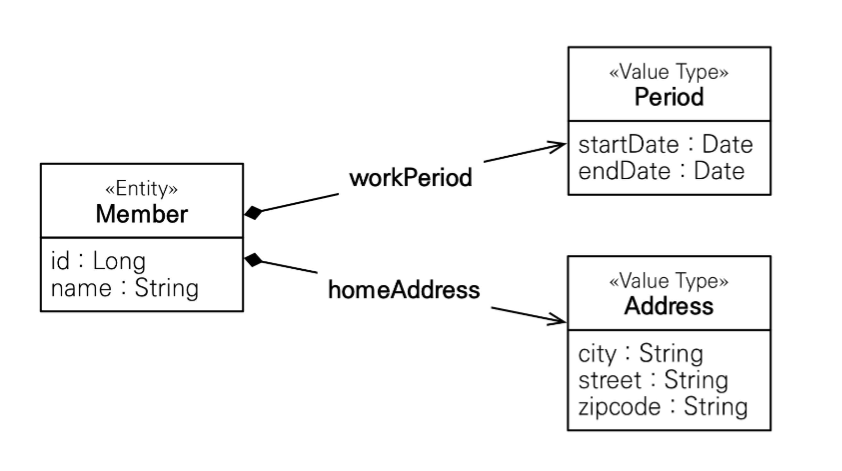 «Entity»
Member
id : Long
name : String
workPeriod
homeAddress
«Value Type»
Period
startDate : Date
endDate : Date
«Value Type»
Address
city : String
street : String
zipcode : String